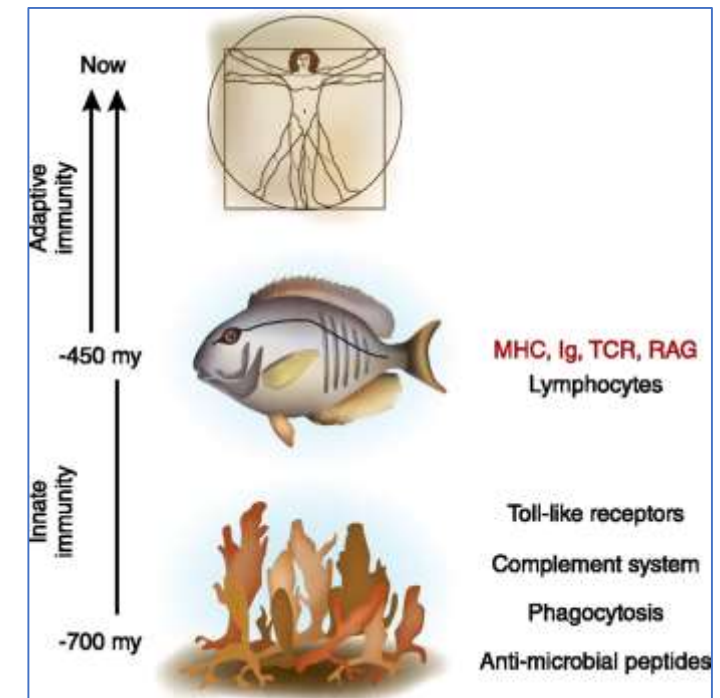 Now
Adaptive
immunity
-450 my
MHC, Ig, TCR, RAG
Lymphocytes
Innate
immunity
Toll-like receptors
Complement system
Phagocytosis
-700 my
Anti-microbial peptides